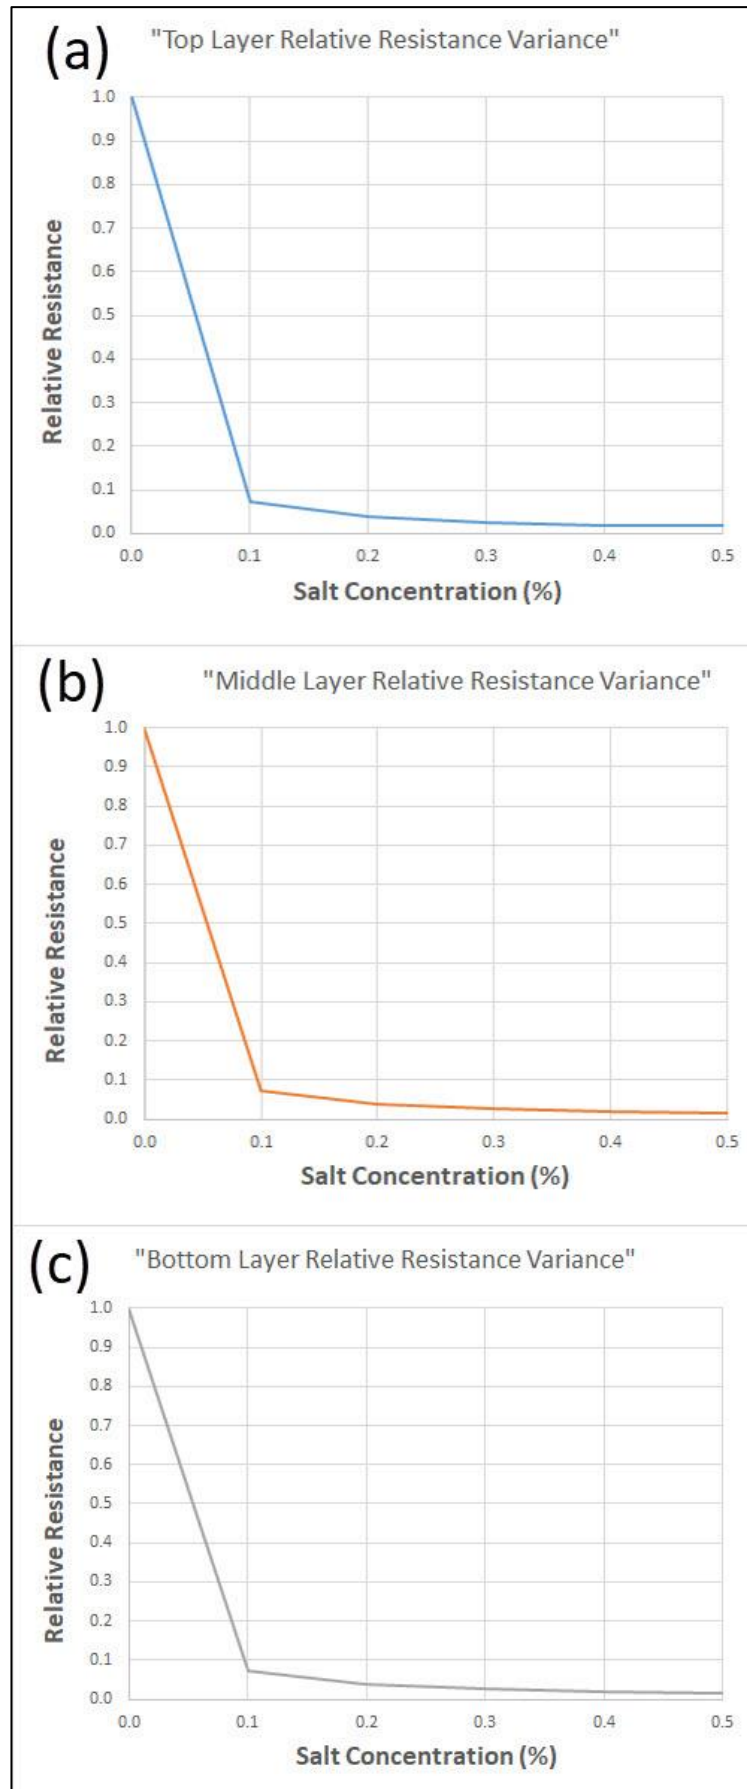 (a)
"Top Layer Relative Resistance Variance"
1.0
0.9
0.8
0.7
0.6
0.5
0.4
0.3
0.2
0.1
0.0
Relative Resistance
0.0 0.1 0.2 0.3 0.4 0.5
Salt Concentration (%)
(b)
"Middle Layer Relative Resistance Variance"
1.0
0.9
0.8
0.7
0.6
0.5
0.4
0.3
0.2
0.1
0.0
Relative Resistance
0.0 0.1 0.2 0.3 0.4 0.5
Salt Concentration (%)
(c)
"Bottom Layer Relative Resistance Variance"
1.0
0.9
0.8
0.7
0.6
0.5
0.4
0.3
0.2
0.1
0.0
Relative Resistance
0.0 0.1 0.2 0.3 0.4 0.5
Salt Concentration (%)